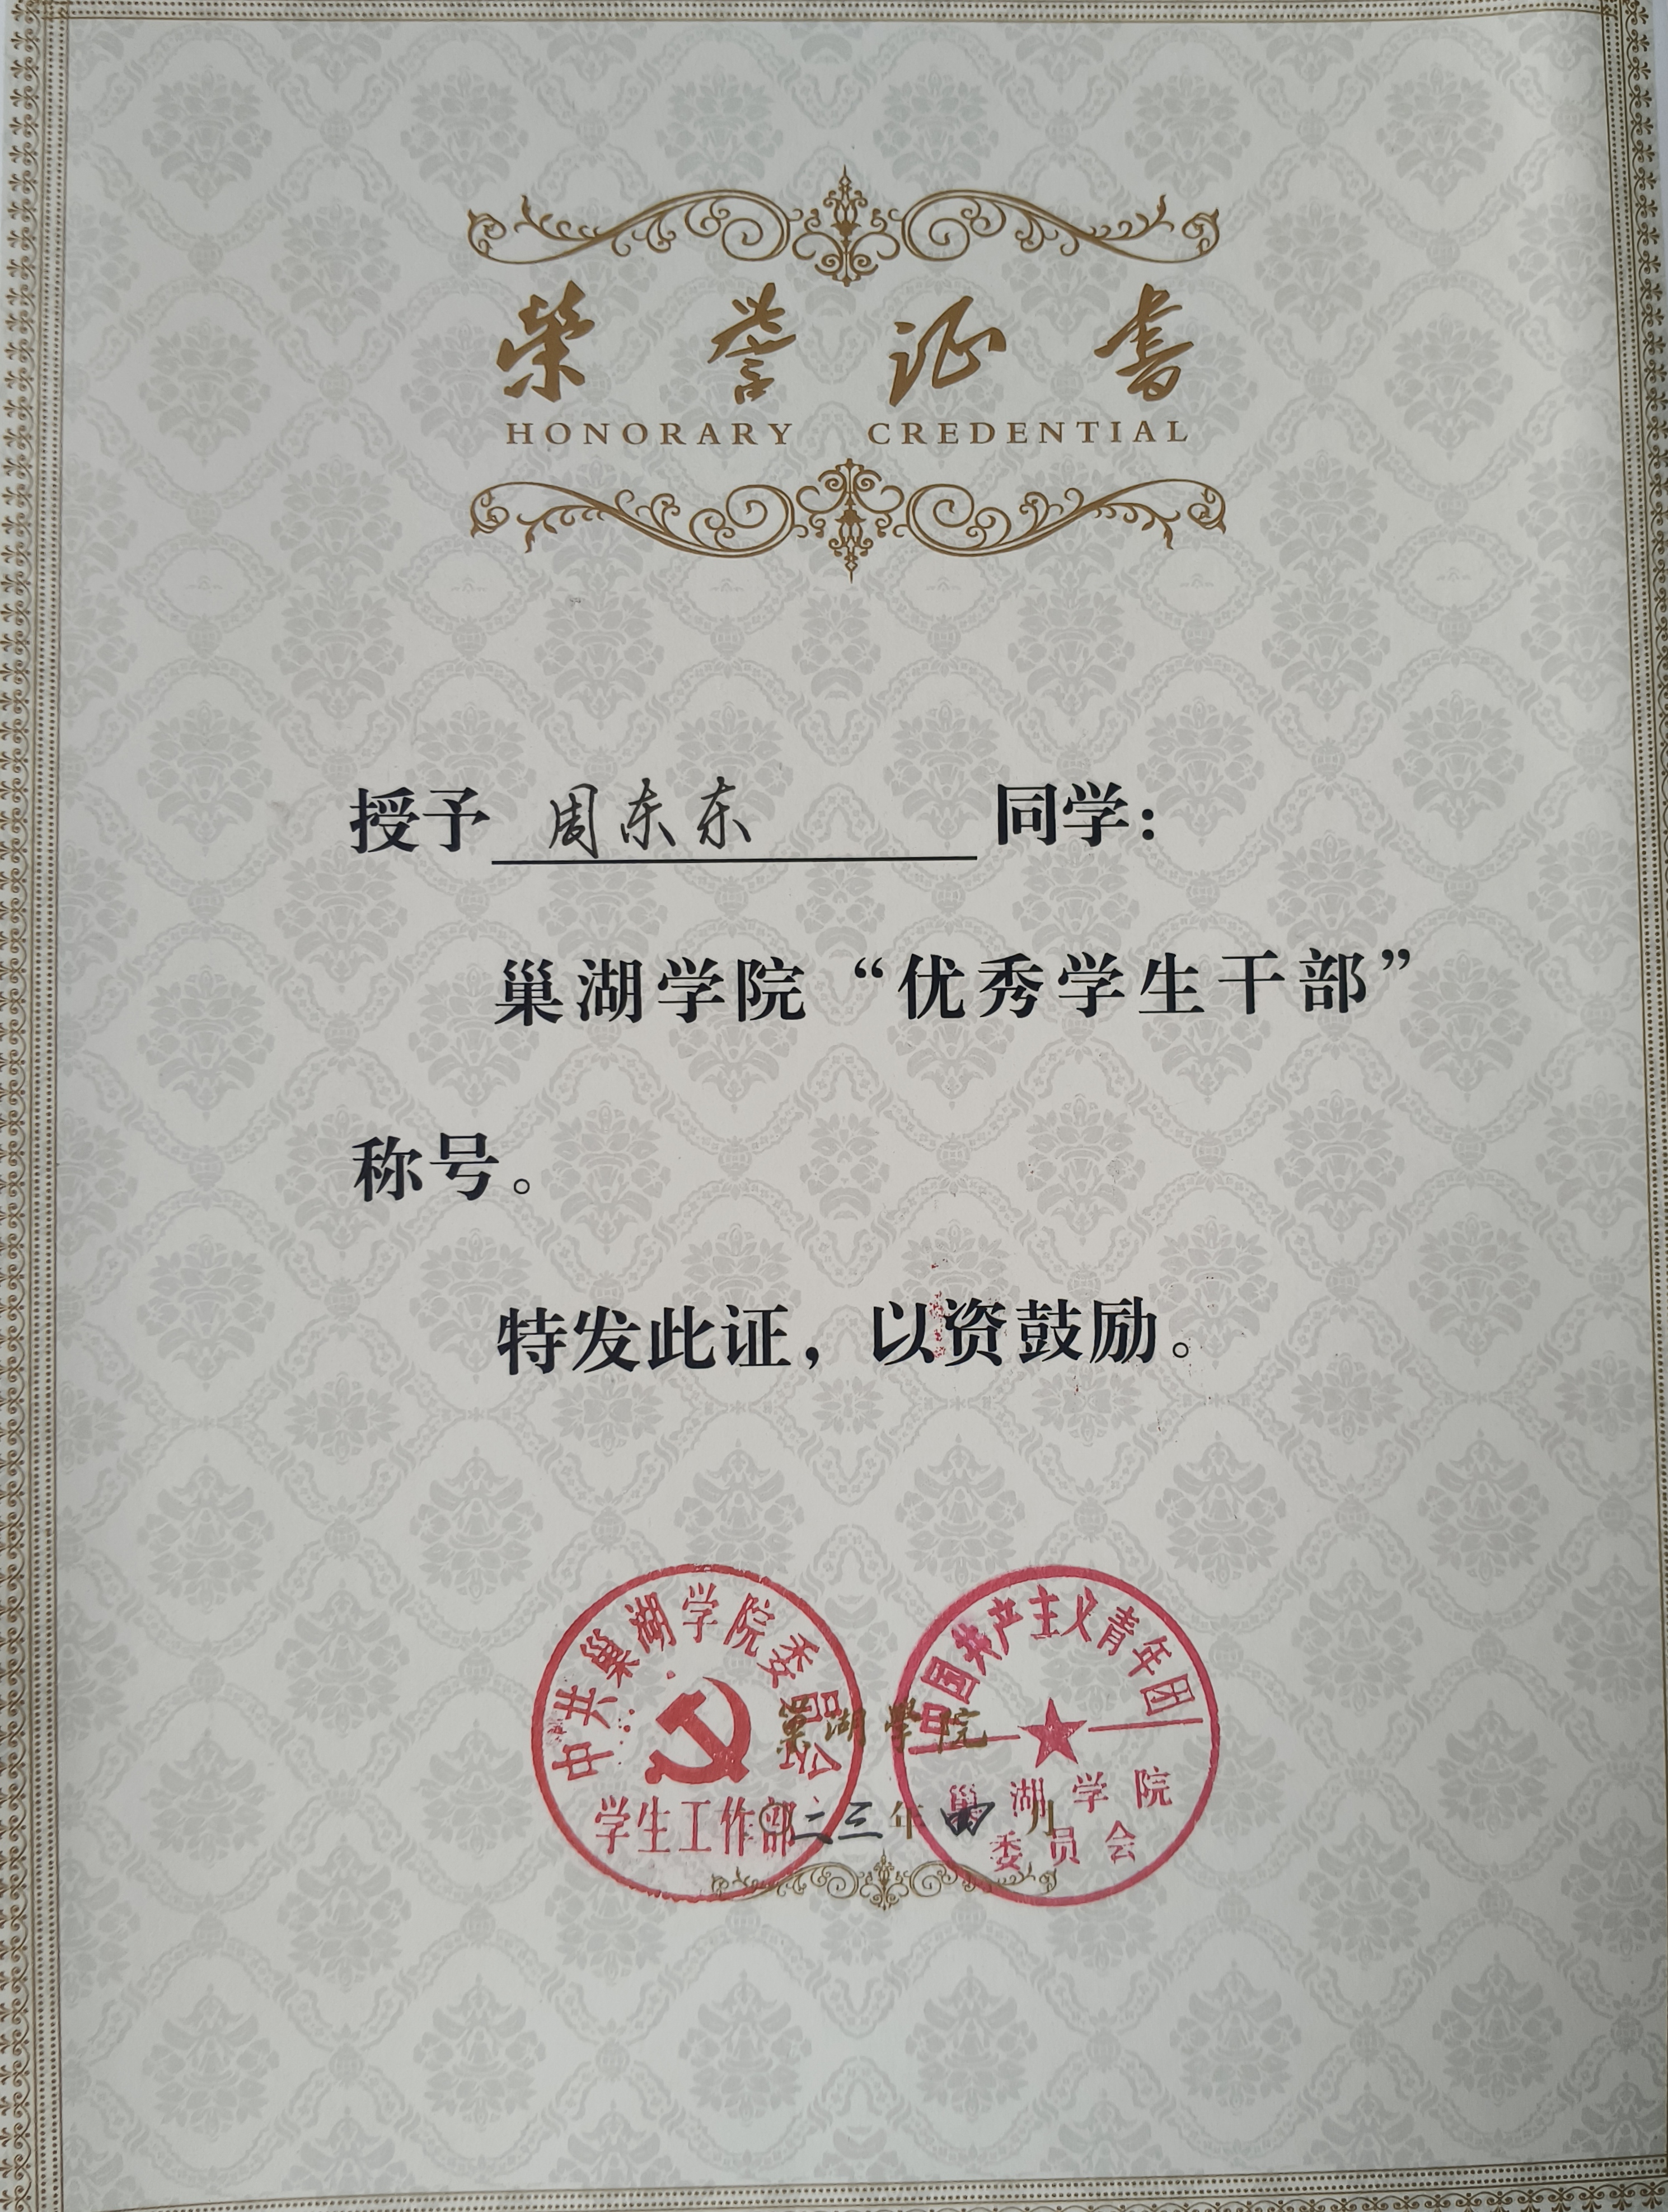 荣誉证书
HONORARY CREDENTIAL
授予 周东东 同学：
巢湖学院“优秀学生干部”
称号。
特发此证，以资鼓励。
中共巢湖学院委员会
学生工作部
中国共产主义青年团
巢湖学院
委员会
巢湖学院
〇二三年四月